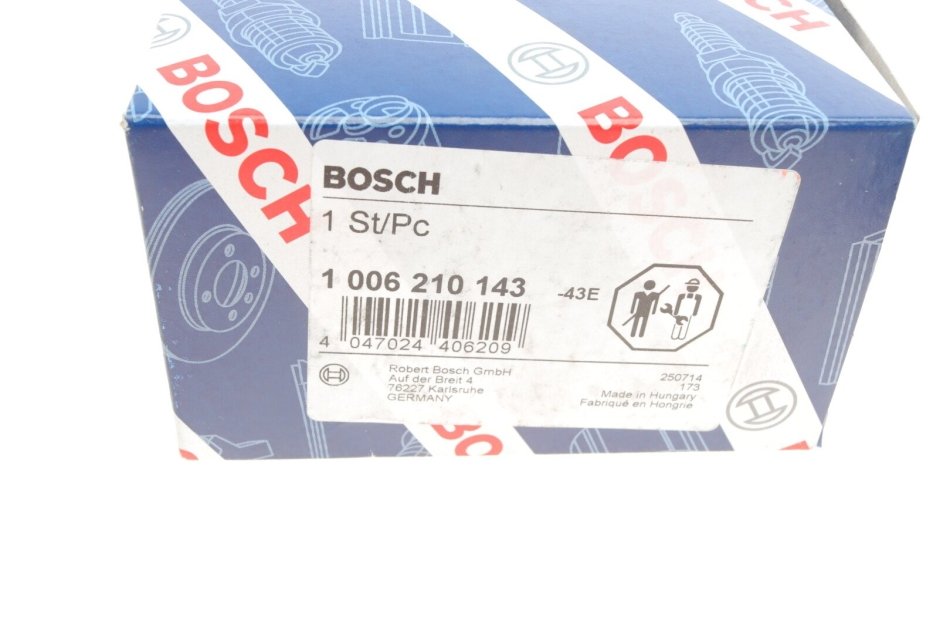 BOSCH
BOSCH
BOSCH
BOSCH
1 St/Pc
1 006 210 143 -43E
4 047024 406209
Robert Bosch GmbH
Auf der Breit 4
76227 Karlsruhe
GERMANY
250714
173
Made in Hungary
Fabriqué en Hongrie
BO